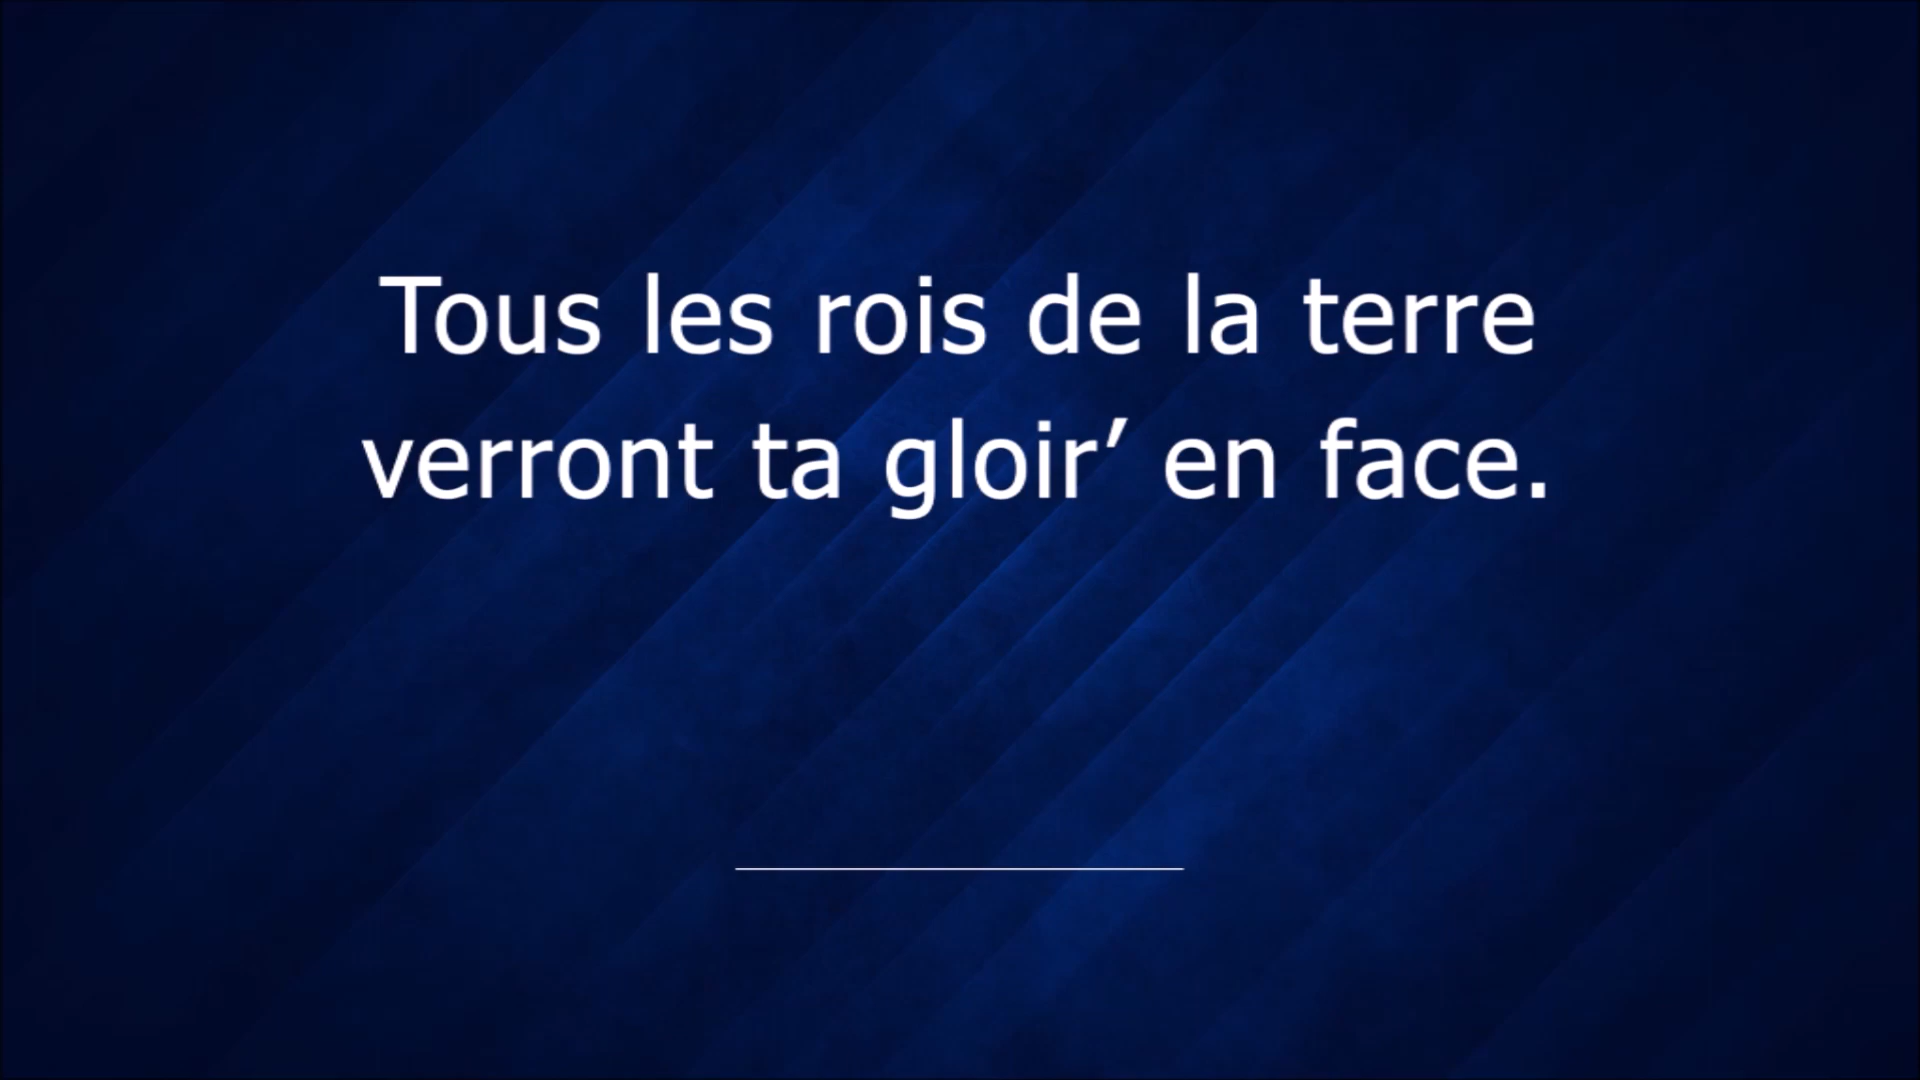 Tous les rois de la terre
verront ta gloir’ en face.